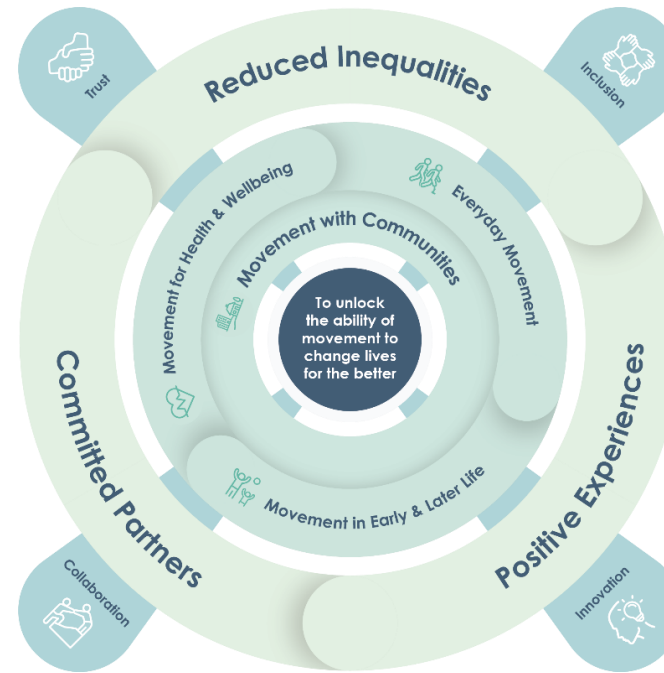 Trust
Inclusion
Reduced Inequalities
Movement for Health & Wellbeing
Everyday Movement
Movement with Communities
To unlock
the ability of
movement to
change lives
for the better
Movement in Early & Later Life
Committed Partners
Positive Experiences
Collaboration
Innovation